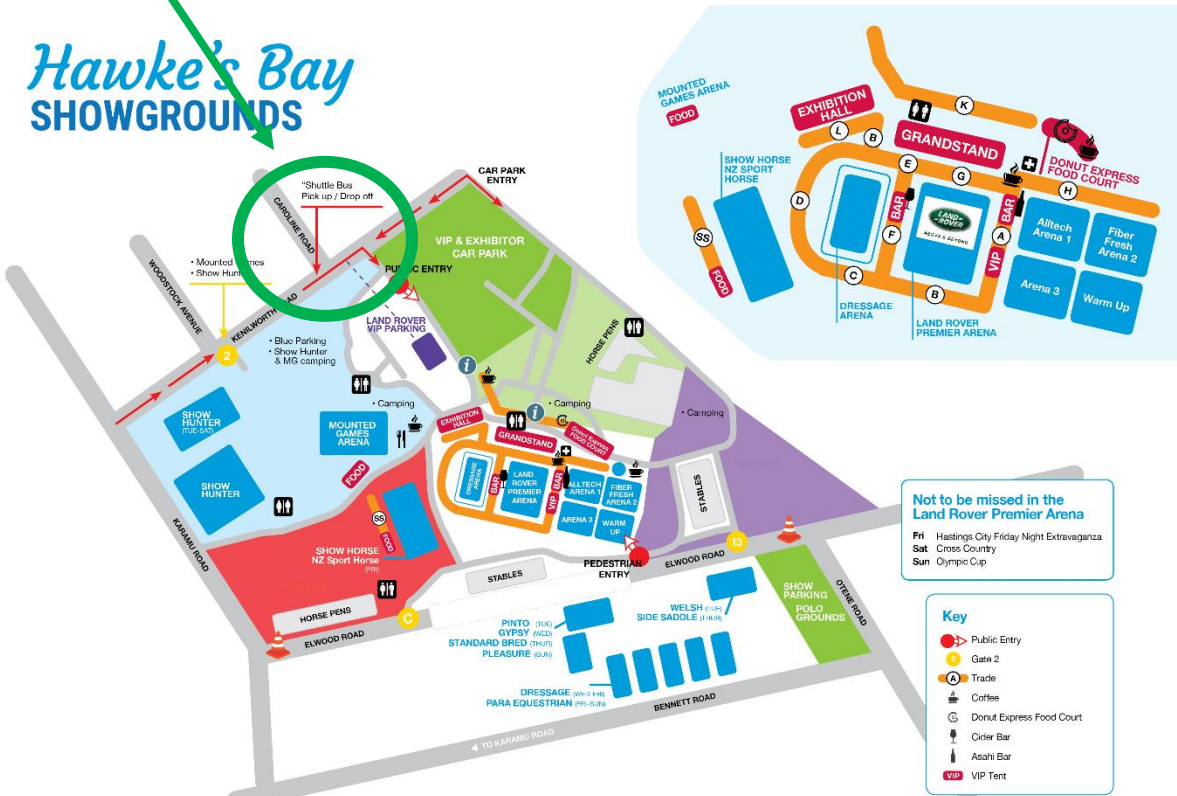 Hawke's Bay
SHOWGROUNDS
"Shuttle Bus
Pick up / Drop off
CAR PARK
ENTRY
CAROLINE ROAD
WOODSTOCK AVENUE
KENILWORTH ROAD
• Mounted Games
• Show Hunter
VIP & EXHIBITOR
CAR PARK
PUBLIC ENTRY
LAND ROVER
VIP PARKING
2
• Blue Parking
• Show Hunter
& MG camping
HORSE PENS
i
i
• Camping
• Camping
• Camping
SHOW
HUNTER
(TUE-SAT)
SHOW
HUNTER
MOUNTED
GAMES
ARENA
FOOD
EXHIBITION
HALL
GRANDSTAND
Donut Express
FOOD COURT
DRESSAGE
ARENA
BAR
LAND
ROVER
PREMIER
ARENA
BAR
VIP
ALLTECH
ARENA 1
FIBER
FRESH
ARENA 2
ARENA 3
WARM
UP
STABLES
SS
FOOD
SHOW HORSE
NZ Sport Horse
(FRI)
KARAMU ROAD
HORSE PENS
STABLES
PEDESTRIAN
ENTRY
13
C
ELWOOD ROAD
ELWOOD ROAD
OTENE ROAD
SHOW
PARKING
POLO
GROUNDS
PINTO (TUE)
GYPSY (WED)
STANDARD BRED (THUR)
PLEASURE (SUN)
WELSH (TUE)
SIDE SADDLE (THUR)
DRESSAGE (WED-FRI)
PARA EQUESTRIAN (FRI-SUN)
BENNETT ROAD
TO KARAMU ROAD
MOUNTED
GAMES ARENA
FOOD
EXHIBITION
HALL
L
B
K
GRANDSTAND
DONUT EXPRESS
FOOD COURT
SHOW HORSE
NZ SPORT
HORSE
SS
FOOD
D
E
G
H
BAR
F
LAND-
ROVER
ABOVE & BEYOND
BAR
A
VIP
C
B
Alltech
Arena 1
Fiber
Fresh
Arena 2
Arena 3
Warm Up
DRESSAGE
ARENA
LAND ROVER
PREMIER ARENA
Not to be missed in the
Land Rover Premier Arena
Fri Hastings City Friday Night Extravaganza
Sat Cross Country
Sun Olympic Cup
Key
Public Entry
Gate 2
A Trade
Coffee
Donut Express Food Court
Cider Bar
Asahi Bar
VIP VIP Tent